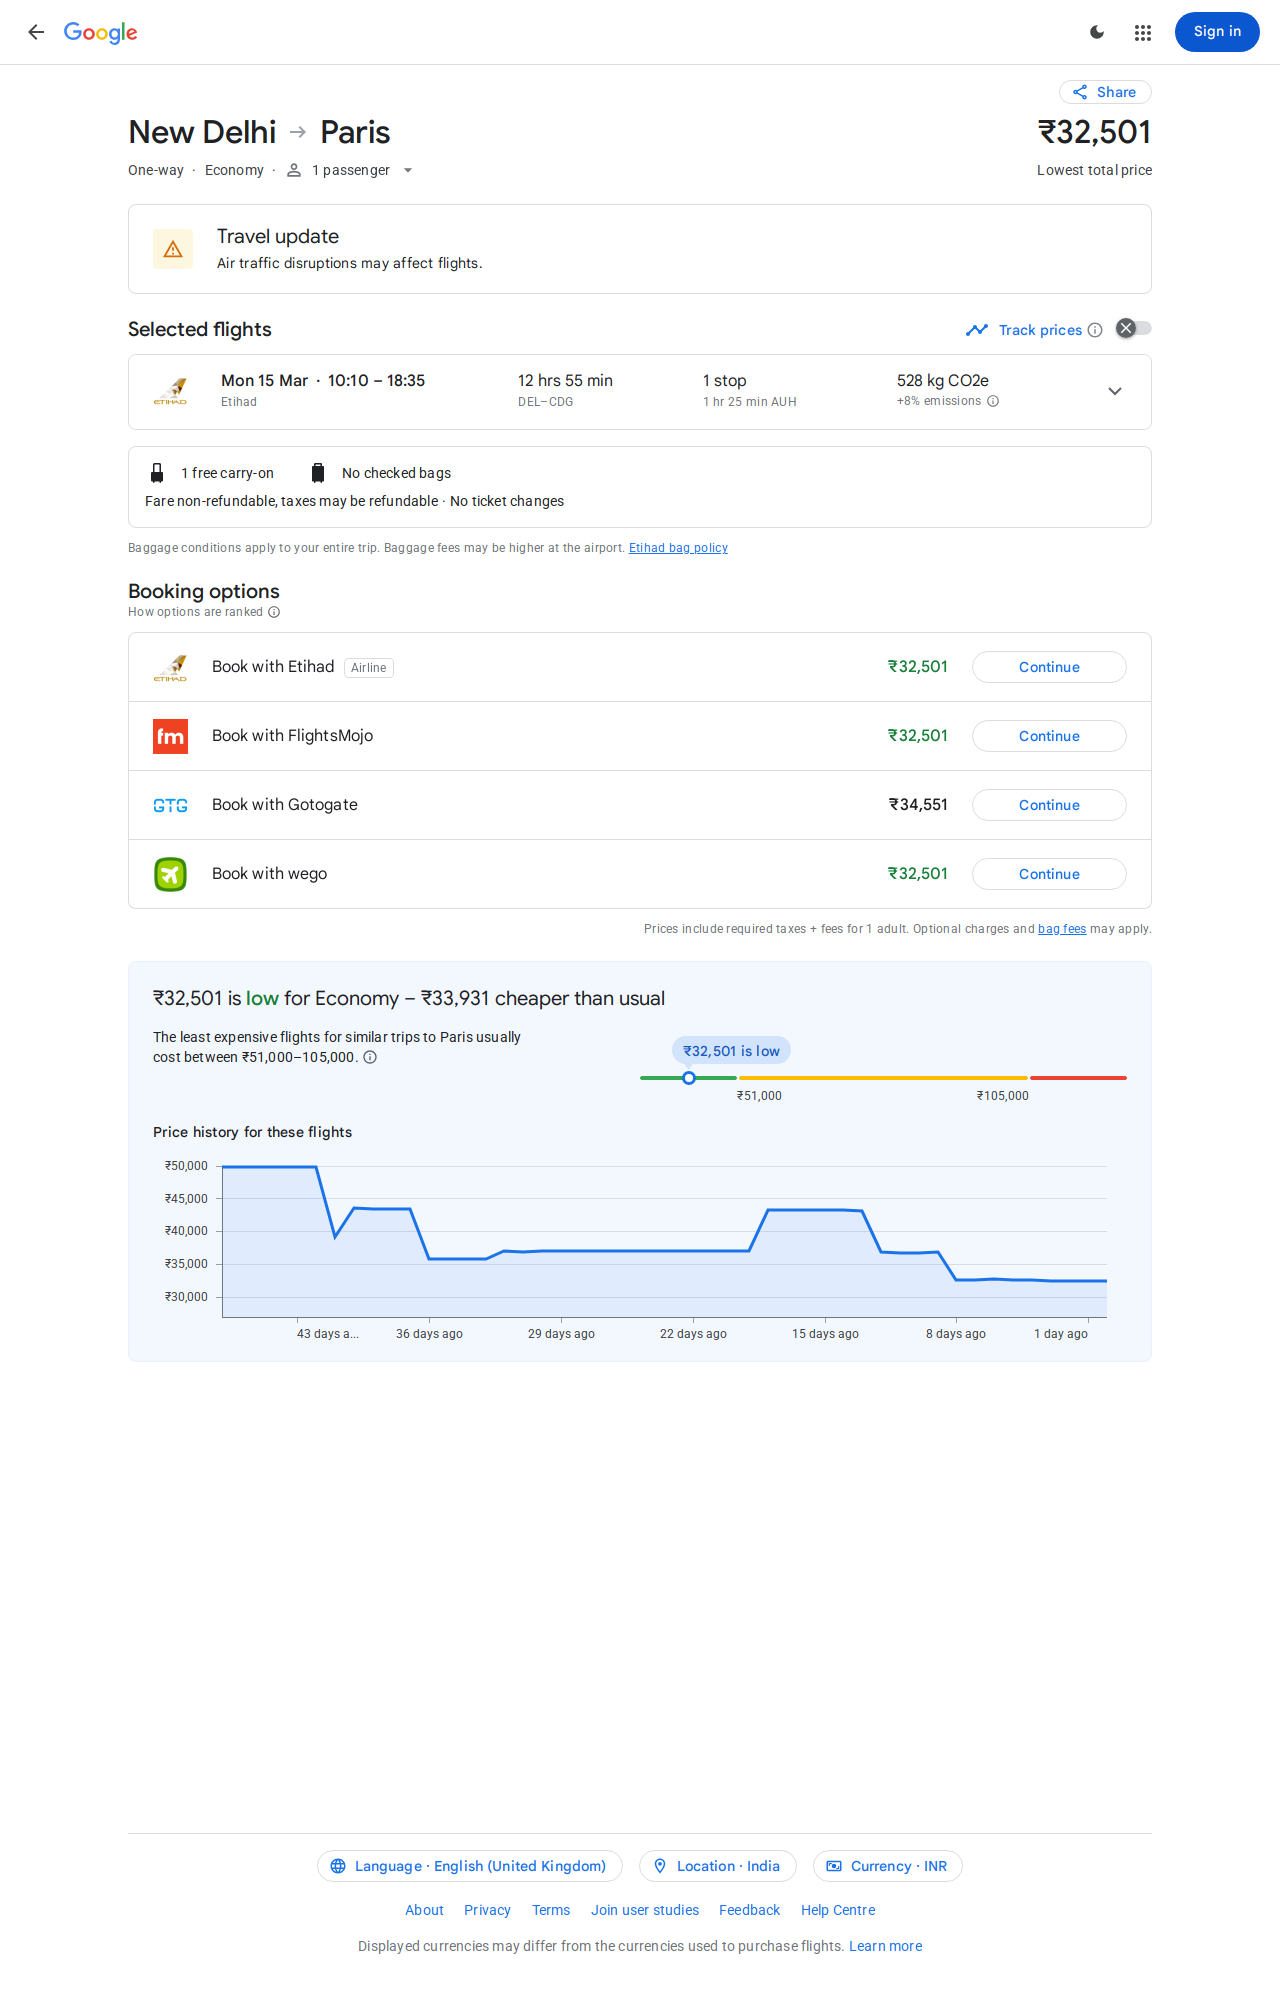 Google
Sign in
Share
New Delhi → Paris
₹32,501
One-way · Economy · 1 passenger
Lowest total price
Travel update
Air traffic disruptions may affect flights.
Selected flights
Track prices
ETIHAD
Mon 15 Mar · 10:10 – 18:35
12 hrs 55 min
1 stop
528 kg CO2e
Etihad
DEL–CDG
1 hr 25 min AUH
+8% emissions
1 free carry-on
No checked bags
Fare non-refundable, taxes may be refundable · No ticket changes
Baggage conditions apply to your entire trip. Baggage fees may be higher at the airport. Etihad bag policy
Booking options
How options are ranked
ETIHAD
Book with Etihad
Airline
₹32,501
Continue
fm
Book with FlightsMojo
₹32,501
Continue
GTG
Book with Gotogate
₹34,551
Continue
Book with wego
₹32,501
Continue
Prices include required taxes + fees for 1 adult. Optional charges and bag fees may apply.
₹32,501 is low for Economy – ₹33,931 cheaper than usual
The least expensive flights for similar trips to Paris usually
cost between ₹51,000–105,000.
₹32,501 is low
₹51,000
₹105,000
Price history for these flights
₹50,000
₹45,000
₹40,000
₹35,000
₹30,000
43 days a...
36 days ago
29 days ago
22 days ago
15 days ago
8 days ago
1 day ago
Language · English (United Kingdom)
Location · India
Currency · INR
About
Privacy
Terms
Join user studies
Feedback
Help Centre
Displayed currencies may differ from the currencies used to purchase flights. Learn more